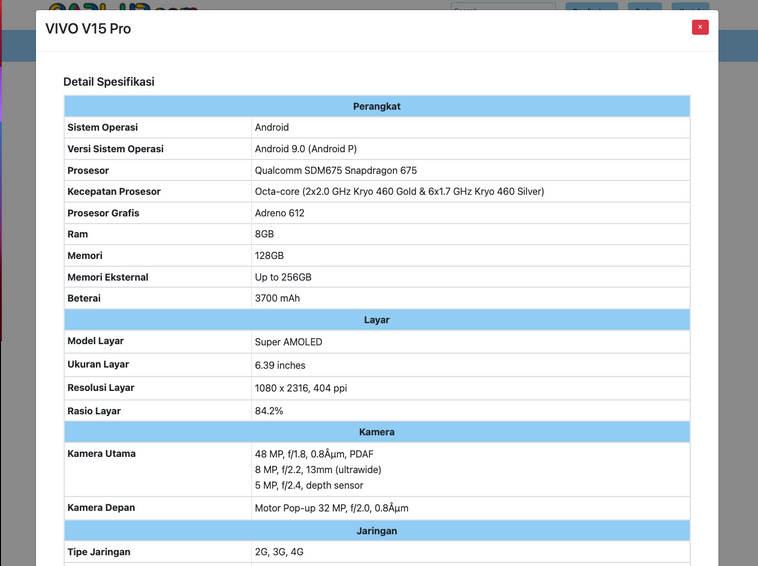 VIVO V15 Pro
×
Detail Spesifikasi
Perangkat
Sistem Operasi Android
Versi Sistem Operasi Android 9.0 (Android P)
Prosesor Qualcomm SDM675 Snapdragon 675
Kecepatan Prosesor Octa-core (2x2.0 GHz Kryo 460 Gold & 6x1.7 GHz Kryo 460 Silver)
Prosesor Grafis Adreno 612
Ram 8GB
Memori 128GB
Memori Eksternal Up to 256GB
Beterai 3700 mAh
Layar
Model Layar Super AMOLED
Ukuran Layar 6.39 inches
Resolusi Layar 1080 x 2316, 404 ppi
Rasio Layar 84.2%
Kamera
Kamera Utama 48 MP, f/1.8, 0.8Âµm, PDAF
8 MP, f/2.2, 13mm (ultrawide)
5 MP, f/2.4, depth sensor
Kamera Depan Motor Pop-up 32 MP, f/2.0, 0.8Âµm
Jaringan
Tipe Jaringan 2G, 3G, 4G